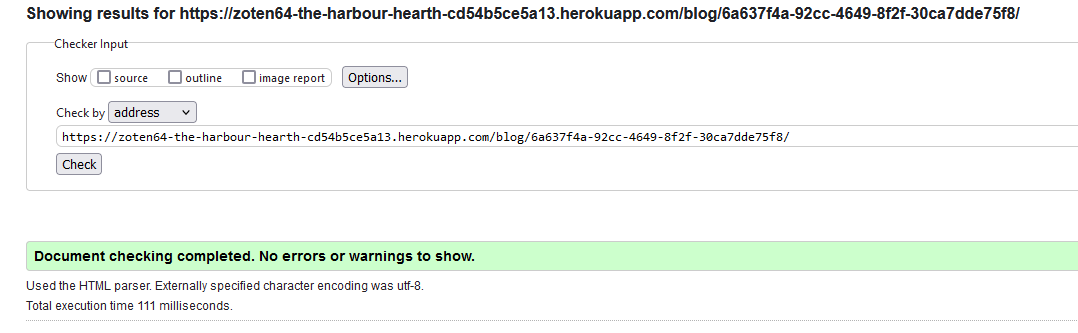 Showing results for https://zoten64-the-harbour-hearth-cd54b5ce5a13.herokuapp.com/blog/6a637f4a-92cc-4649-8f2f-30ca7dde75f8/
Checker Input
Show source outline image report Options...
Check by address
https://zoten64-the-harbour-hearth-cd54b5ce5a13.herokuapp.com/blog/6a637f4a-92cc-4649-8f2f-30ca7dde75f8/
Check
Document checking completed. No errors or warnings to show.
Used the HTML parser. Externally specified character encoding was utf-8.
Total execution time 111 milliseconds.